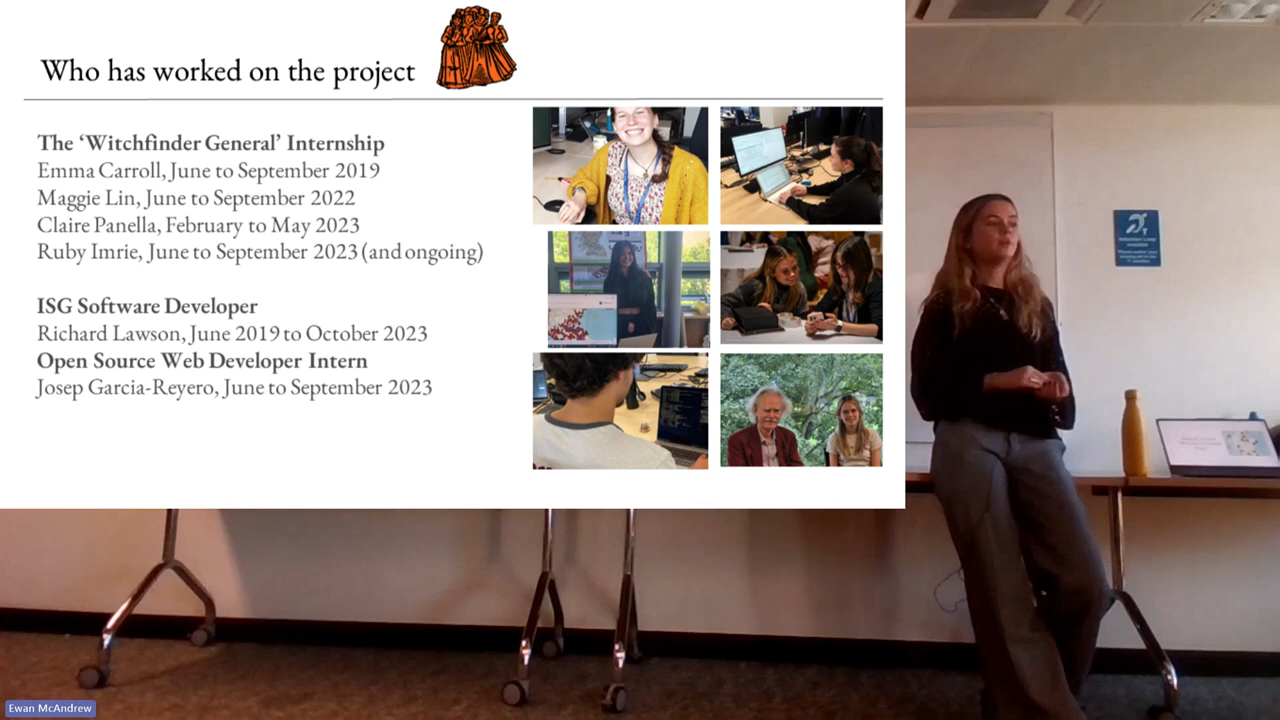 Who has worked on the project
The ‘Witchfinder General’ Internship
Emma Carroll, June to September 2019
Maggie Lin, June to September 2022
Claire Panella, February to May 2023
Ruby Imrie, June to September 2023 (and ongoing)
ISG Software Developer
Richard Lawson, June 2019 to October 2023
Open Source Web Developer Intern
Josep Garcia-Reyero, June to September 2023
Ewan McAndrew